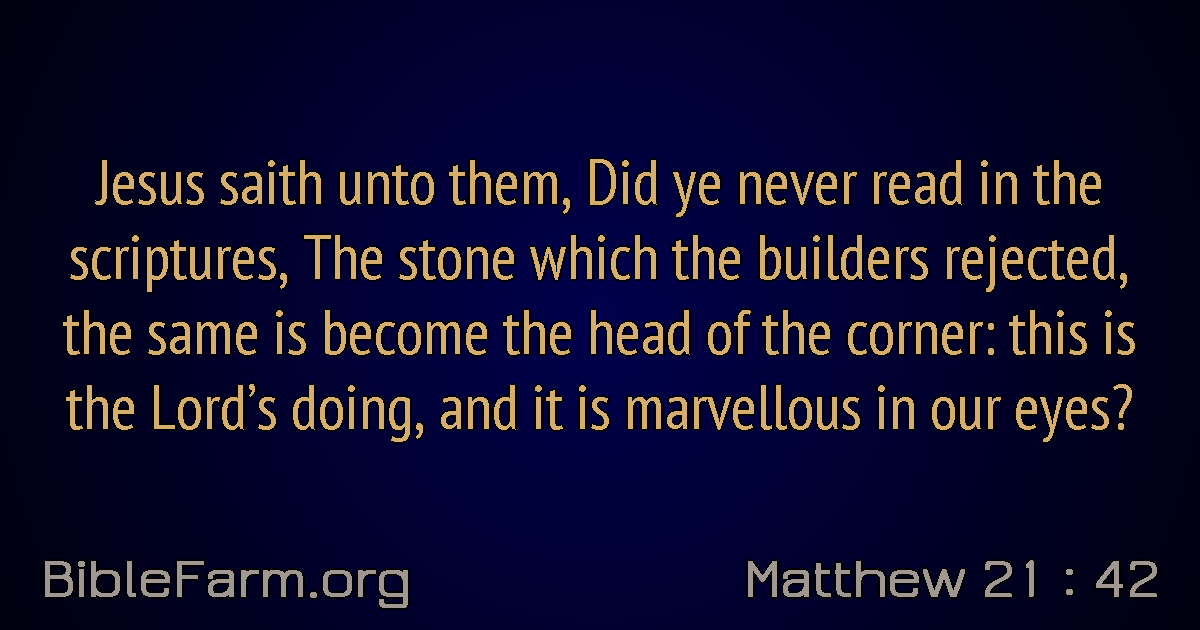 Jesus saith unto them, Did ye never read in the
scriptures, The stone which the builders rejected,
the same is become the head of the corner: this is
the Lord’s doing, and it is marvellous in our eyes?
BibleFarm.org
Matthew 21 : 42